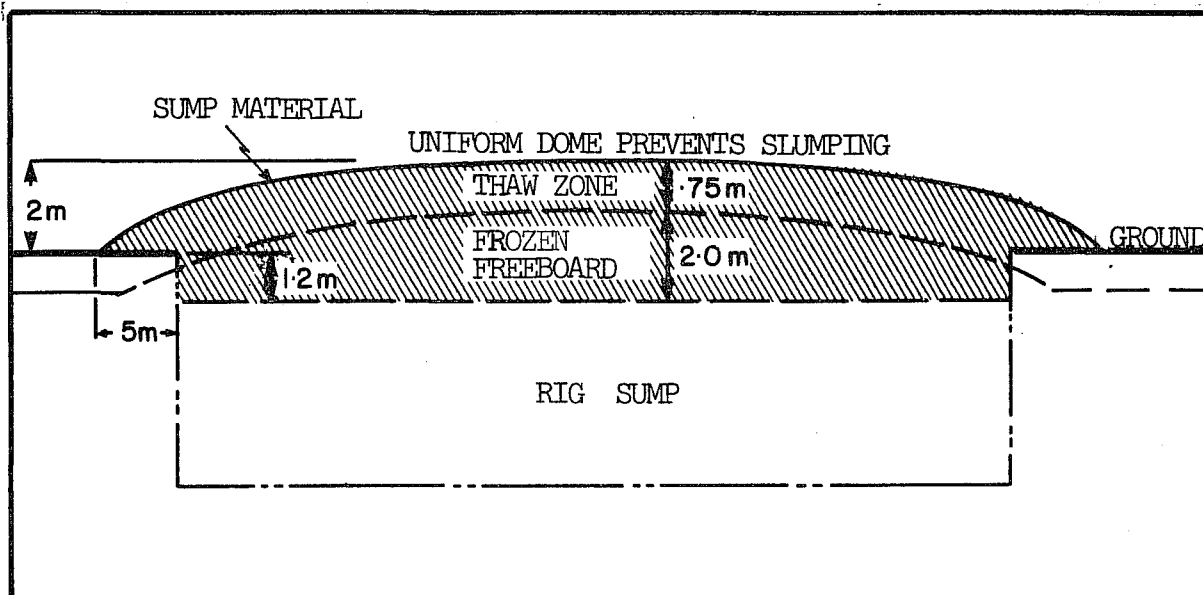 SUMP MATERIAL
UNIFORM DOME PREVENTS SLUMPING
THAW ZONE
·75m
2m
FROZEN
FREEBOARD
2·0m
GROUND
1·2m
5m
RIG SUMP